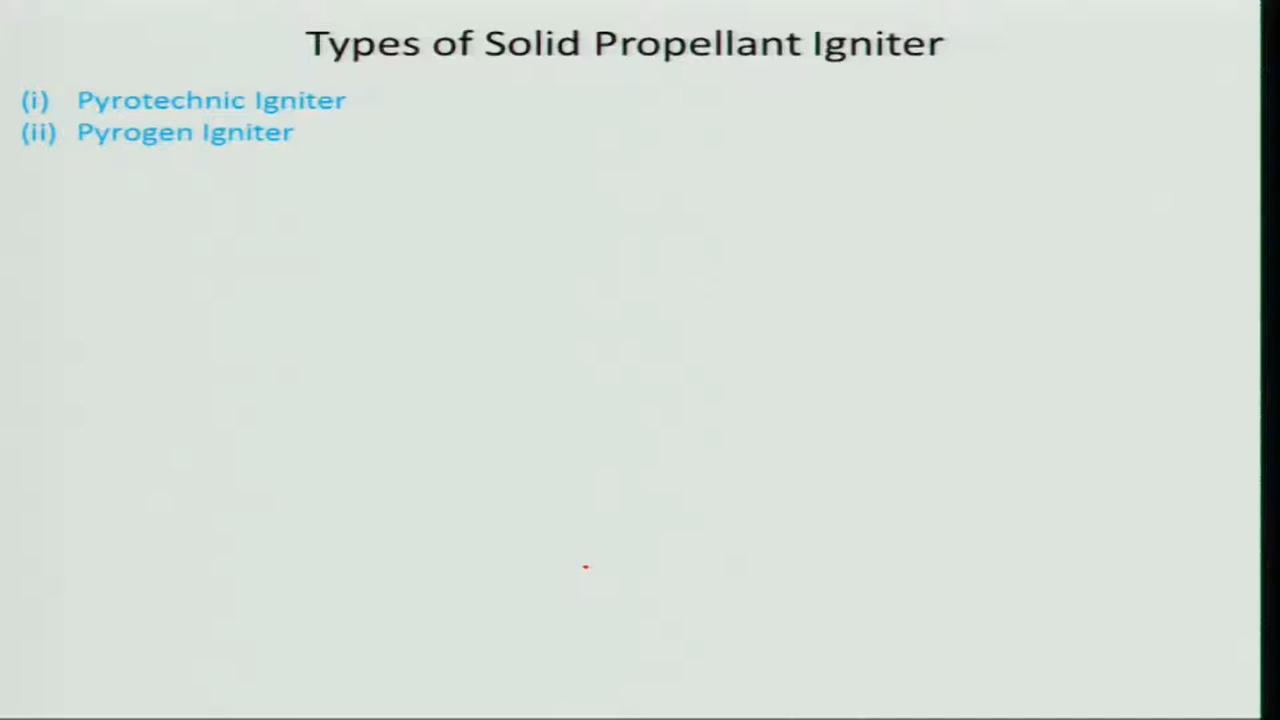 Types of Solid Propellant Igniter
(i) Pyrotechnic Igniter
(ii) Pyrogen Igniter